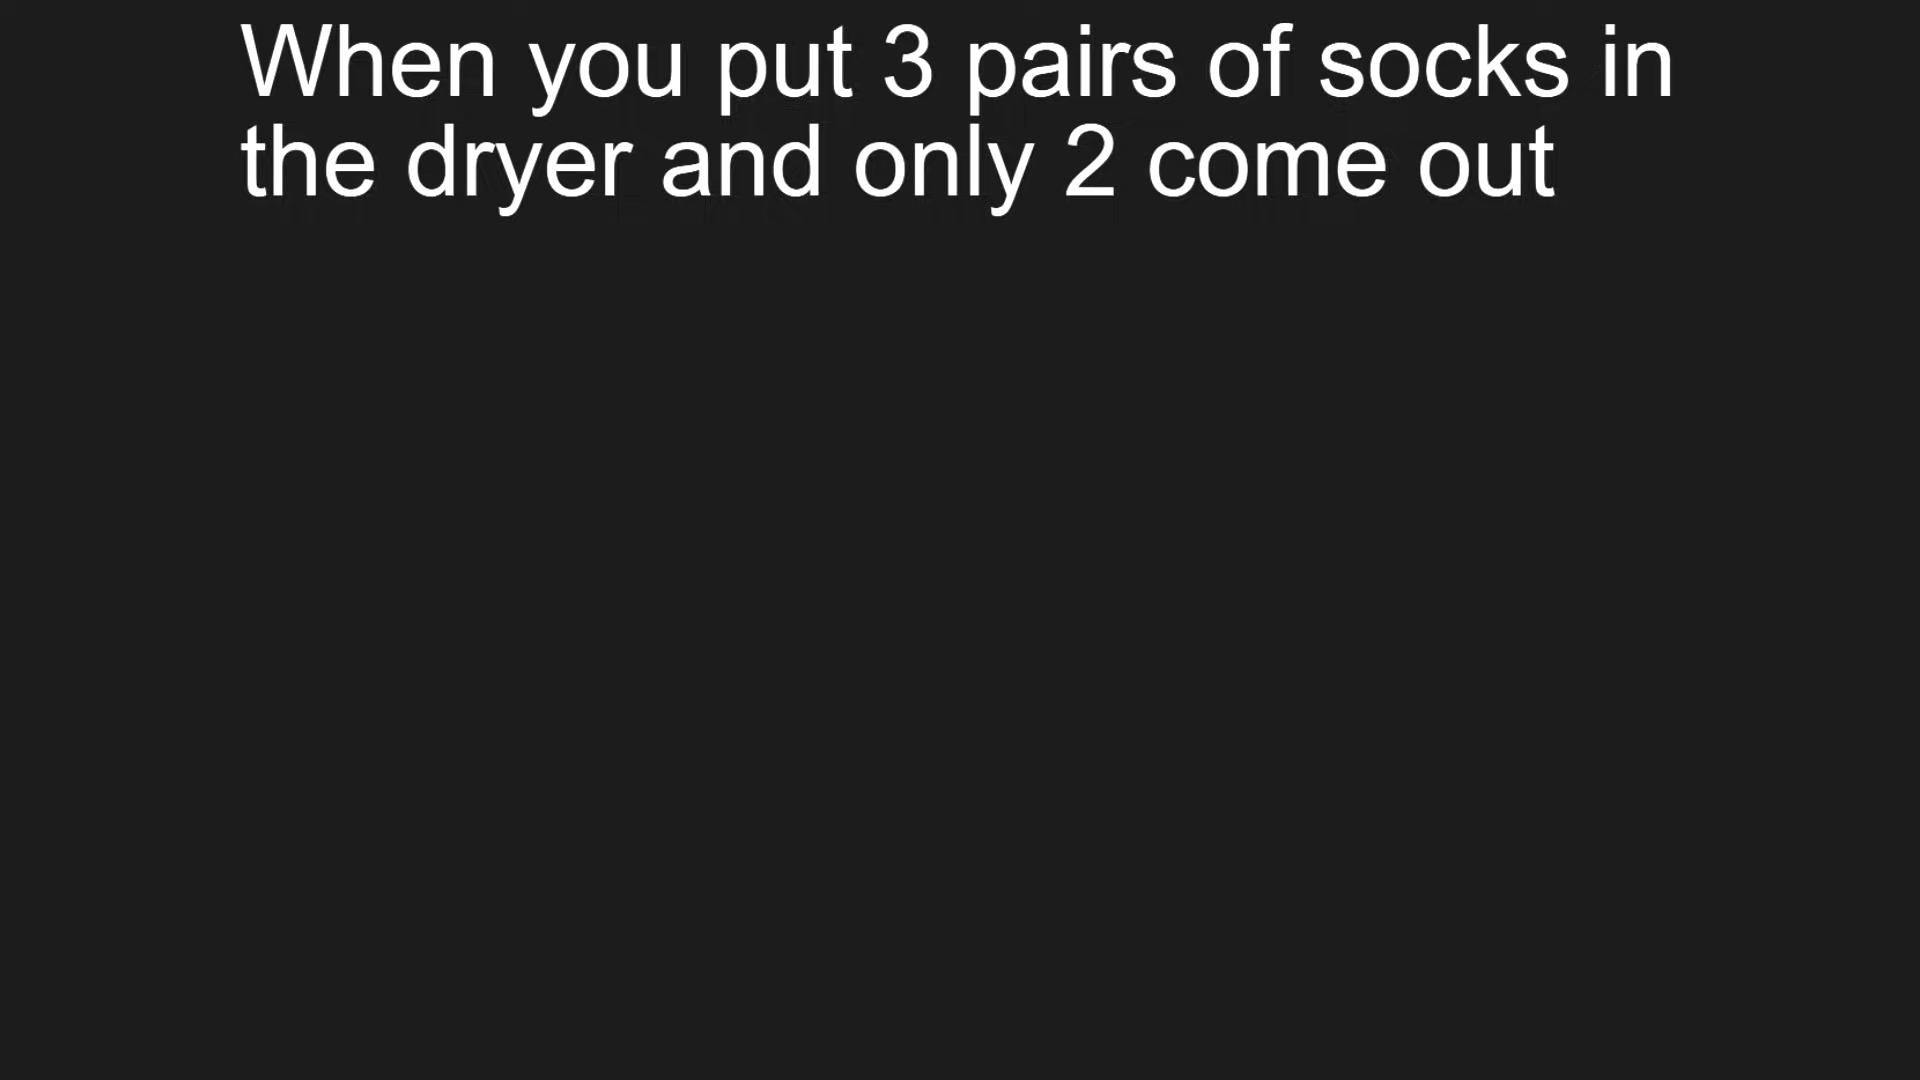 When you put 3 pairs of socks in
the dryer and only 2 come out